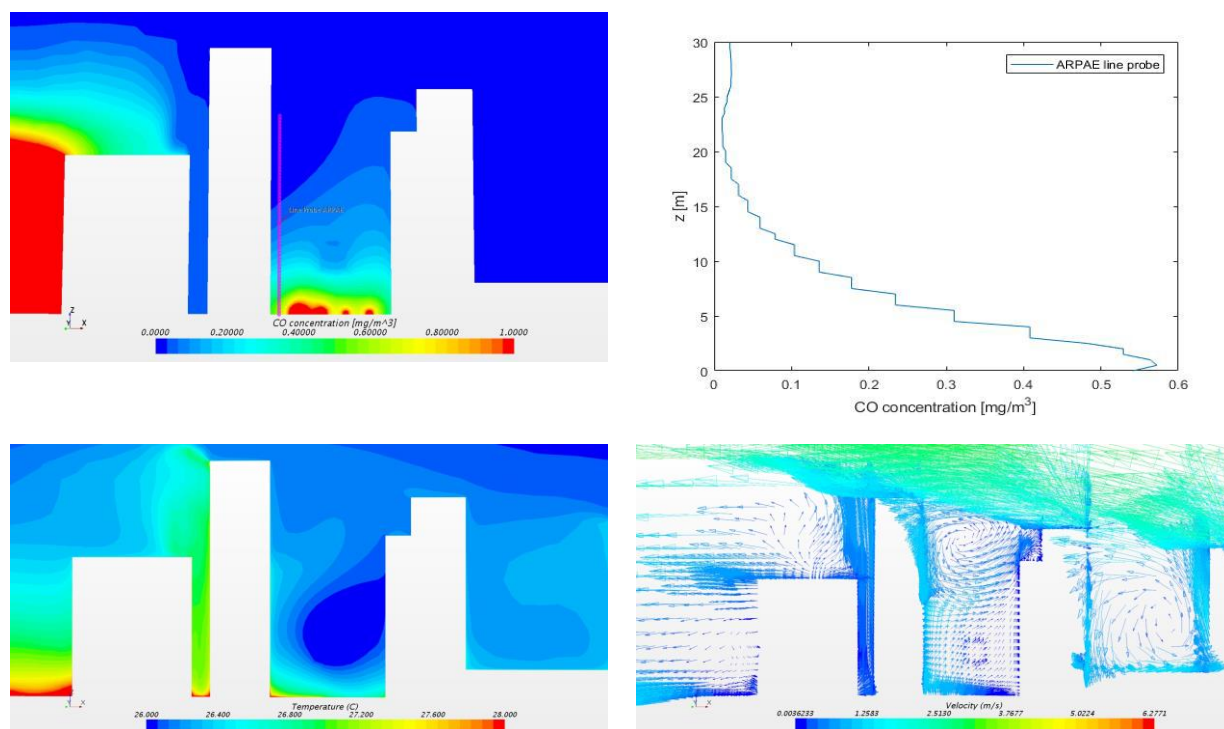 Line Probe ARPAE
Z
Y X
CO concentration [mg/m^3]
0.0000 0.20000 0.40000 0.60000 0.80000 1.0000
ARPAE line probe
30
25
20
15
10
5
0
z [m]
0 0.1 0.2 0.3 0.4 0.5 0.6
CO concentration [mg/m3]
Z
Y X
Temperature (C)
26.000 26.400 26.800 27.200 27.600 28.000
Z
Y X
Velocity (m/s)
0.0036233 1.2583 2.5130 3.7677 5.0224 6.2771